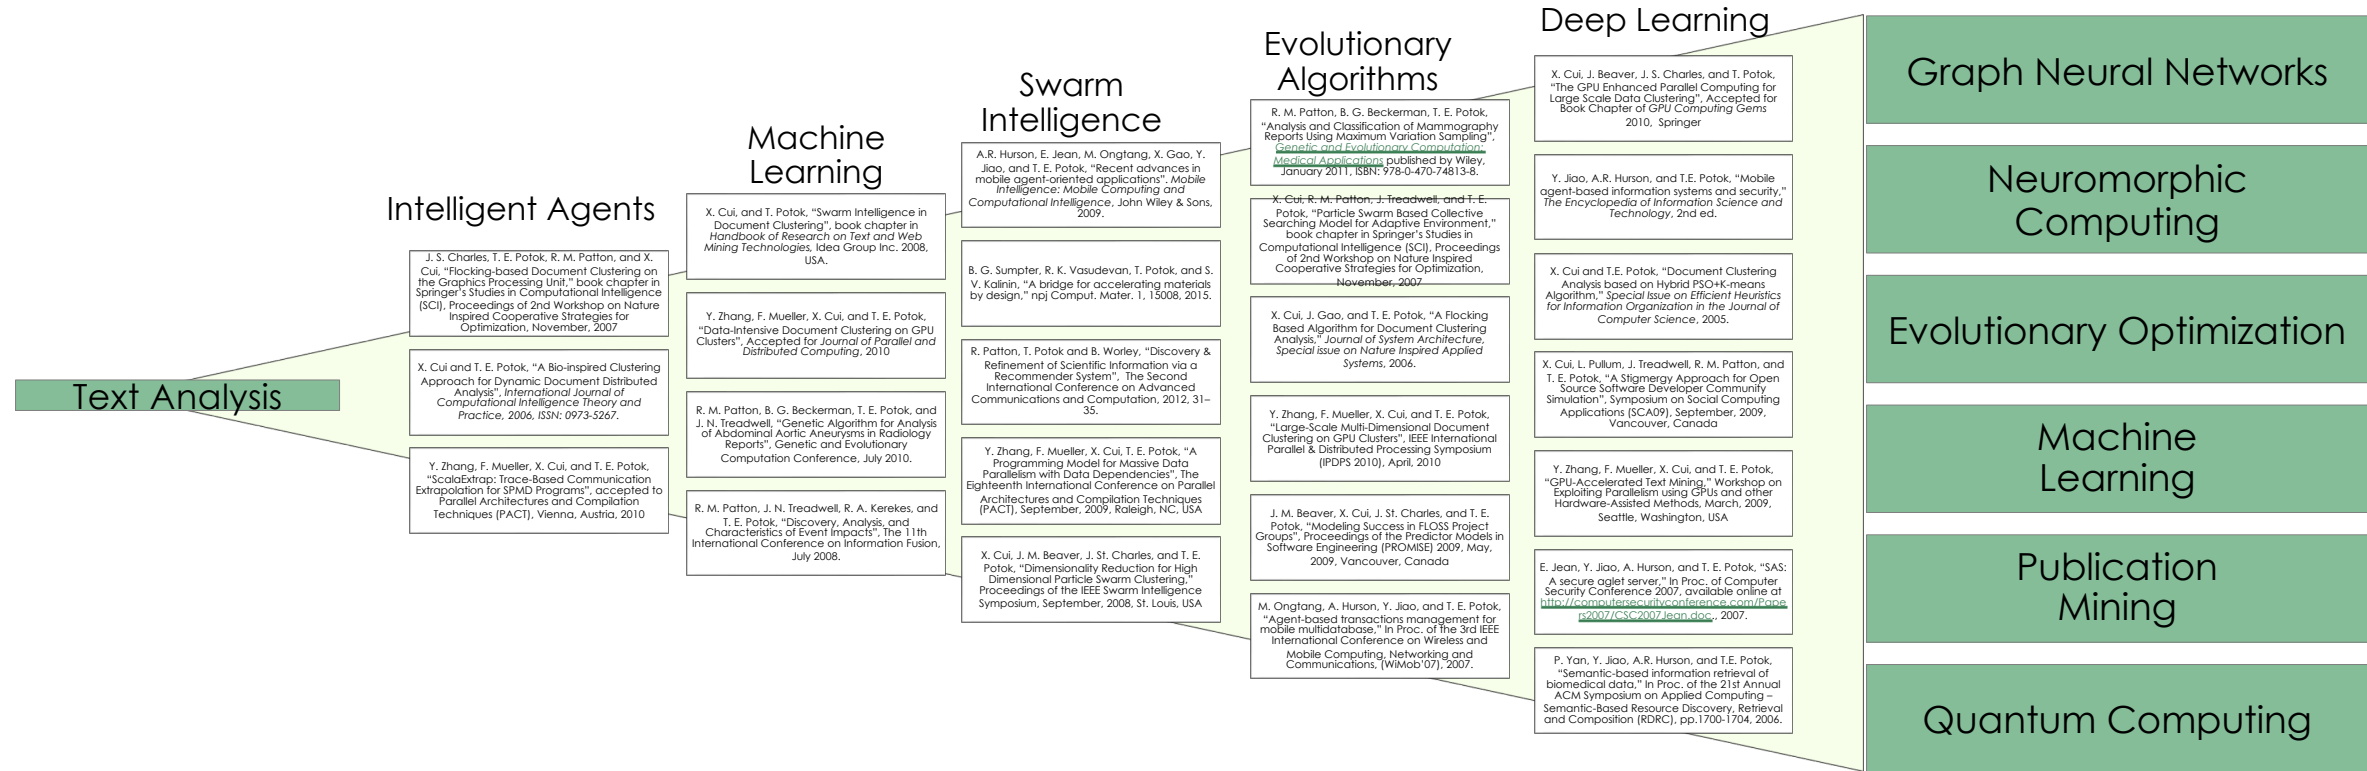 Text Analysis
Intelligent Agents
J. S. Charles, T. E. Potok, R. M. Patton, and X.
Cui, “Flocking-based Document Clustering on
the Graphics Processing Unit,” book chapter in
Springer’s Studies in Computational Intelligence
(SCI), Proceedings of 2nd Workshop on Nature
Inspired Cooperative Strategies for
Optimization, November, 2007
X. Cui and T. E. Potok, “A Bio-inspired Clustering
Approach for Dynamic Document Distributed
Analysis”, International Journal of
Computational Intelligence Theory and
Practice, 2006, ISSN: 0973-5267.
Y. Zhang, F. Mueller, X. Cui, and T. E. Potok,
“ScalaExtrap: Trace-Based Communication
Extrapolation for SPMD Programs”, accepted to
Parallel Architectures and Compilation
Techniques (PACT), Vienna, Austria, 2010
Machine
Learning
X. Cui, and T. Potok, “Swarm Intelligence in
Document Clustering”, book chapter in
Handbook of Research on Text and Web
Mining Technologies, Idea Group Inc. 2008,
USA.
Y. Zhang, F. Mueller, X. Cui, and T. E. Potok,
“Data-Intensive Document Clustering on GPU
Clusters”, Accepted for Journal of Parallel and
Distributed Computing, 2010
R. M. Patton, B. G. Beckerman, T. E. Potok, and
J. N. Treadwell, “Genetic Algorithm for Analysis
of Abdominal Aortic Aneurysms in Radiology
Reports”, Genetic and Evolutionary
Computation Conference, July 2010.
R. M. Patton, J. N. Treadwell, R. A. Kerekes, and
T. E. Potok, “Discovery, Analysis, and
Characteristics of Event Impacts”, The 11th
International Conference on Information Fusion,
July 2008.
Swarm
Intelligence
A.R. Hurson, E. Jean, M. Ongtang, X. Gao, Y.
Jiao, and T. E. Potok, “Recent advances in
mobile agent-oriented applications”. Mobile
Intelligence: Mobile Computing and
Computational Intelligence, John Wiley & Sons,
2009.
B. G. Sumpter, R. K. Vasudevan, T. Potok, and S.
V. Kalinin, “A bridge for accelerating materials
by design,” npj Comput. Mater. 1, 15008, 2015.
R. Patton, T. Potok and B. Worley, “Discovery &
Refinement of Scientific Information via a
Recommender System”, The Second
International Conference on Advanced
Communications and Computation, 2012, 31–
35.
Y. Zhang, F. Mueller, X. Cui, T. E. Potok, “A
Programming Model for Massive Data
Parallelism with Data Dependencies”, The
Eighteenth International Conference on Parallel
Architectures and Compilation Techniques
(PACT), September, 2009, Raleigh, NC, USA
X. Cui, J. M. Beaver, J. St. Charles, and T. E.
Potok, “Dimensionality Reduction for High
Dimensional Particle Swarm Clustering,”
Proceedings of the IEEE Swarm Intelligence
Symposium, September, 2008, St. Louis, USA
Evolutionary
Algorithms
R. M. Patton, B. G. Beckerman, T. E. Potok,
“Analysis and Classification of Mammography
Reports Using Maximum Variation Sampling”,
Genetic and Evolutionary Computation:
Medical Applications published by Wiley,
January 2011, ISBN: 978-0-470-74813-8.
X. Cui, R. M. Patton, J. Treadwell, and T. E.
Potok, “Particle Swarm Based Collective
Searching Model for Adaptive Environment,”
book chapter in Springer’s Studies in
Computational Intelligence (SCI), Proceedings
of 2nd Workshop on Nature Inspired
Cooperative Strategies for Optimization,
November, 2007
X. Cui, J. Gao, and T. E. Potok, “A Flocking
Based Algorithm for Document Clustering
Analysis,” Journal of System Architecture,
Special issue on Nature Inspired Applied
Systems, 2006.
Y. Zhang, F. Mueller, X. Cui, and T. E. Potok,
“Large-Scale Multi-Dimensional Document
Clustering on GPU Clusters”, IEEE International
Parallel & Distributed Processing Symposium
(IPDPS 2010), April, 2010
J. M. Beaver, X. Cui, J. St. Charles, and T. E.
Potok, “Modeling Success in FLOSS Project
Groups”, Proceedings of the Predictor Models in
Software Engineering (PROMISE) 2009, May,
2009, Vancouver, Canada
M. Ongtang, A. Hurson, Y. Jiao, and T. E. Potok,
“Agent-based transactions management for
mobile multidatabase,” In Proc. of the 3rd IEEE
International Conference on Wireless and
Mobile Computing, Networking and
Communications, (WiMob’07), 2007.
Deep Learning
X. Cui, J. Beaver, J. S. Charles, and T. Potok,
“The GPU Enhanced Parallel Computing for
Large Scale Data Clustering”, Accepted for
Book Chapter of GPU Computing Gems
2010, Springer
Y. Jiao, A.R. Hurson, and T.E. Potok, “Mobile
agent-based information systems and security,”
The Encyclopedia of Information Science and
Technology, 2nd ed.
X. Cui and T.E. Potok, “Document Clustering
Analysis based on Hybrid PSO+K-means
Algorithm,” Special Issue on Efficient Heuristics
for Information Organization in the Journal of
Computer Science, 2005.
X. Cui, L. Pullum, J. Treadwell, R. M. Patton, and
T. E. Potok, “A Stigmergy Approach for Open
Source Software Developer Community
Simulation”, Symposium on Social Computing
Applications (SCA09), September, 2009,
Vancouver, Canada
Y. Zhang, F. Mueller, X. Cui, and T. E. Potok,
“GPU-Accelerated Text Mining,” Workshop on
Exploiting Parallelism using GPUs and other
Hardware-Assisted Methods, March, 2009,
Seattle, Washington, USA
E. Jean, Y. Jiao, A. Hurson, and T. E. Potok, “SAS:
A secure aglet server,” In Proc. of Computer
Security Conference 2007, available online at
http://computersecurityconference.com/Pape
rs2007/CSC2007Jean.doc., 2007.
P. Yan, Y. Jiao, A.R. Hurson, and T.E. Potok,
“Semantic-based information retrieval of
biomedical data,” In Proc. of the 21st Annual
ACM Symposium on Applied Computing –
Semantic-Based Resource Discovery, Retrieval
and Composition (RDRC), pp.1700-1704, 2006.
Graph Neural Networks
Neuromorphic
Computing
Evolutionary Optimization
Machine
Learning
Publication
Mining
Quantum Computing